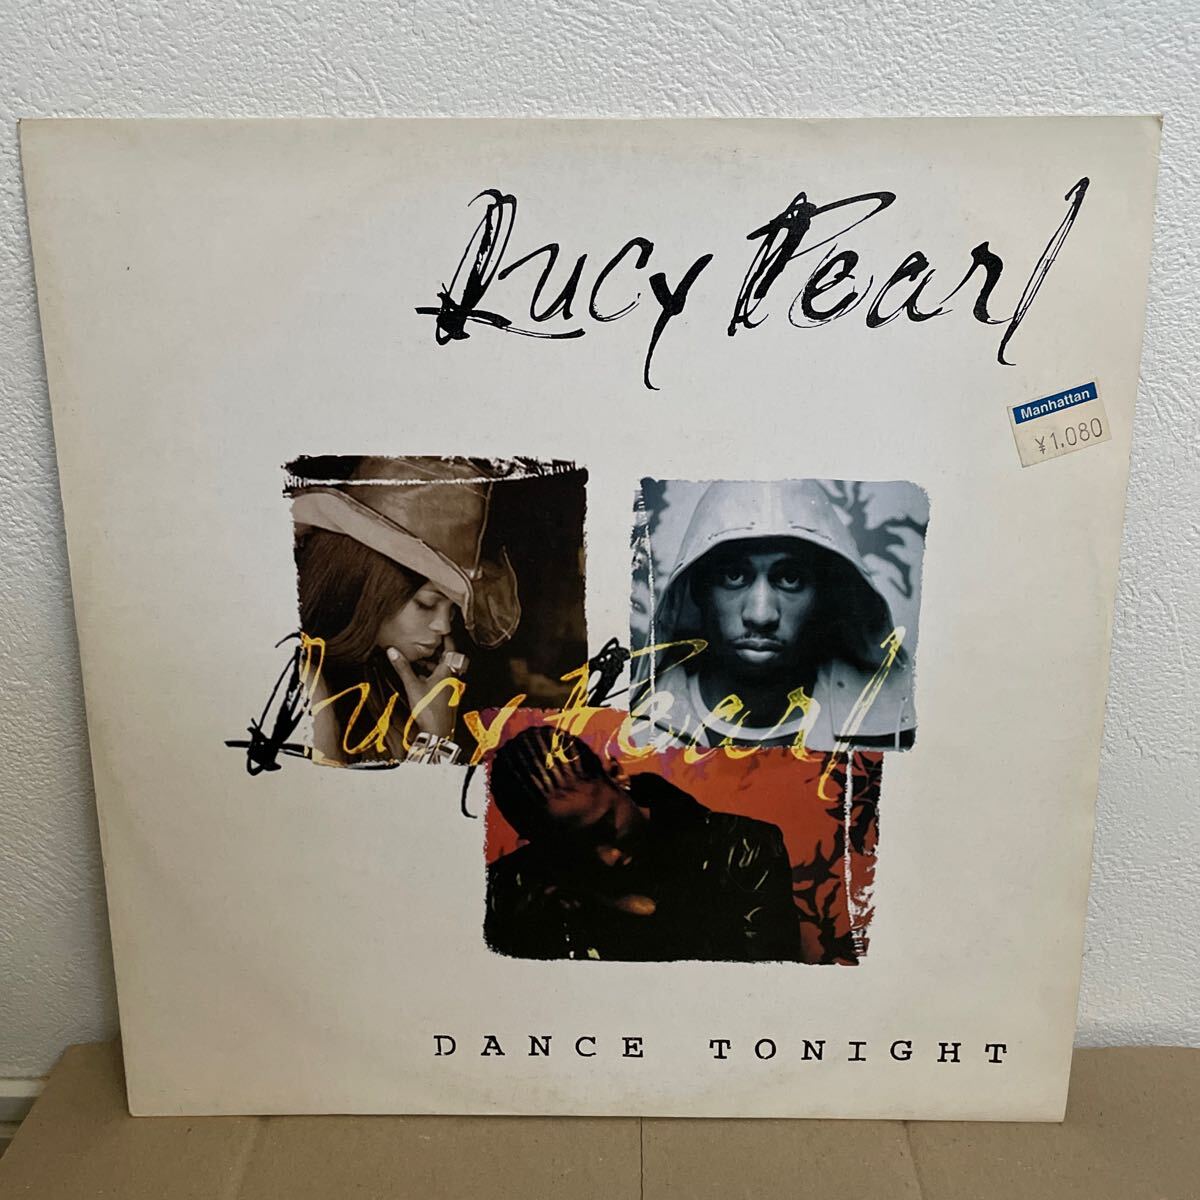 Lucy Pearl
Manhattan
¥1,080
Lucy Pearl
DANCE TONIGHT